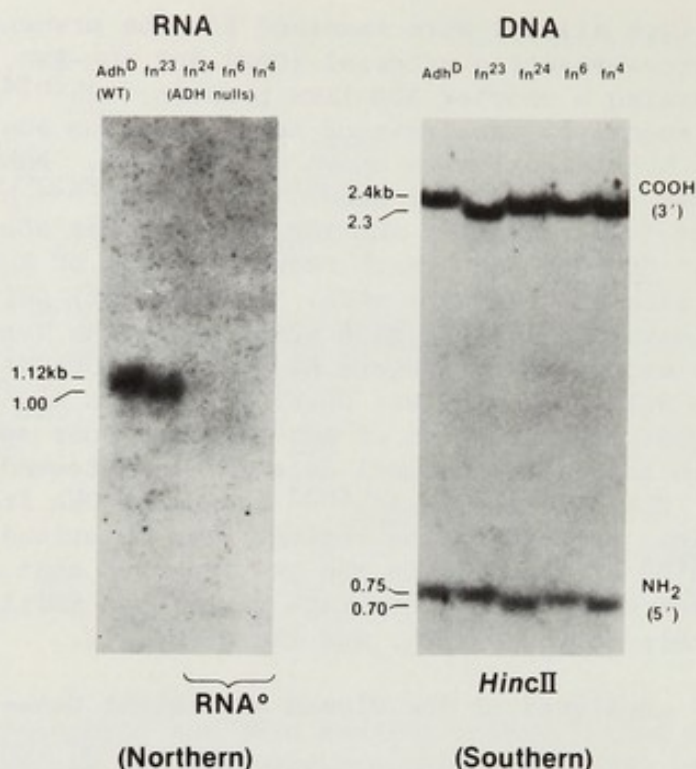 RNA
Adhᴰ fn²³ fn²⁴ fn⁶ fn⁴
(WT) (ADH nulls)
1.12kb
1.00
RNA°
(Northern)
DNA
Adhᴰ fn²³ fn²⁴ fn⁶ fn⁴
2.4kb
2.3
COOH
(3´)
0.75
0.70
NH₂
(5´)
HincII
(Southern)